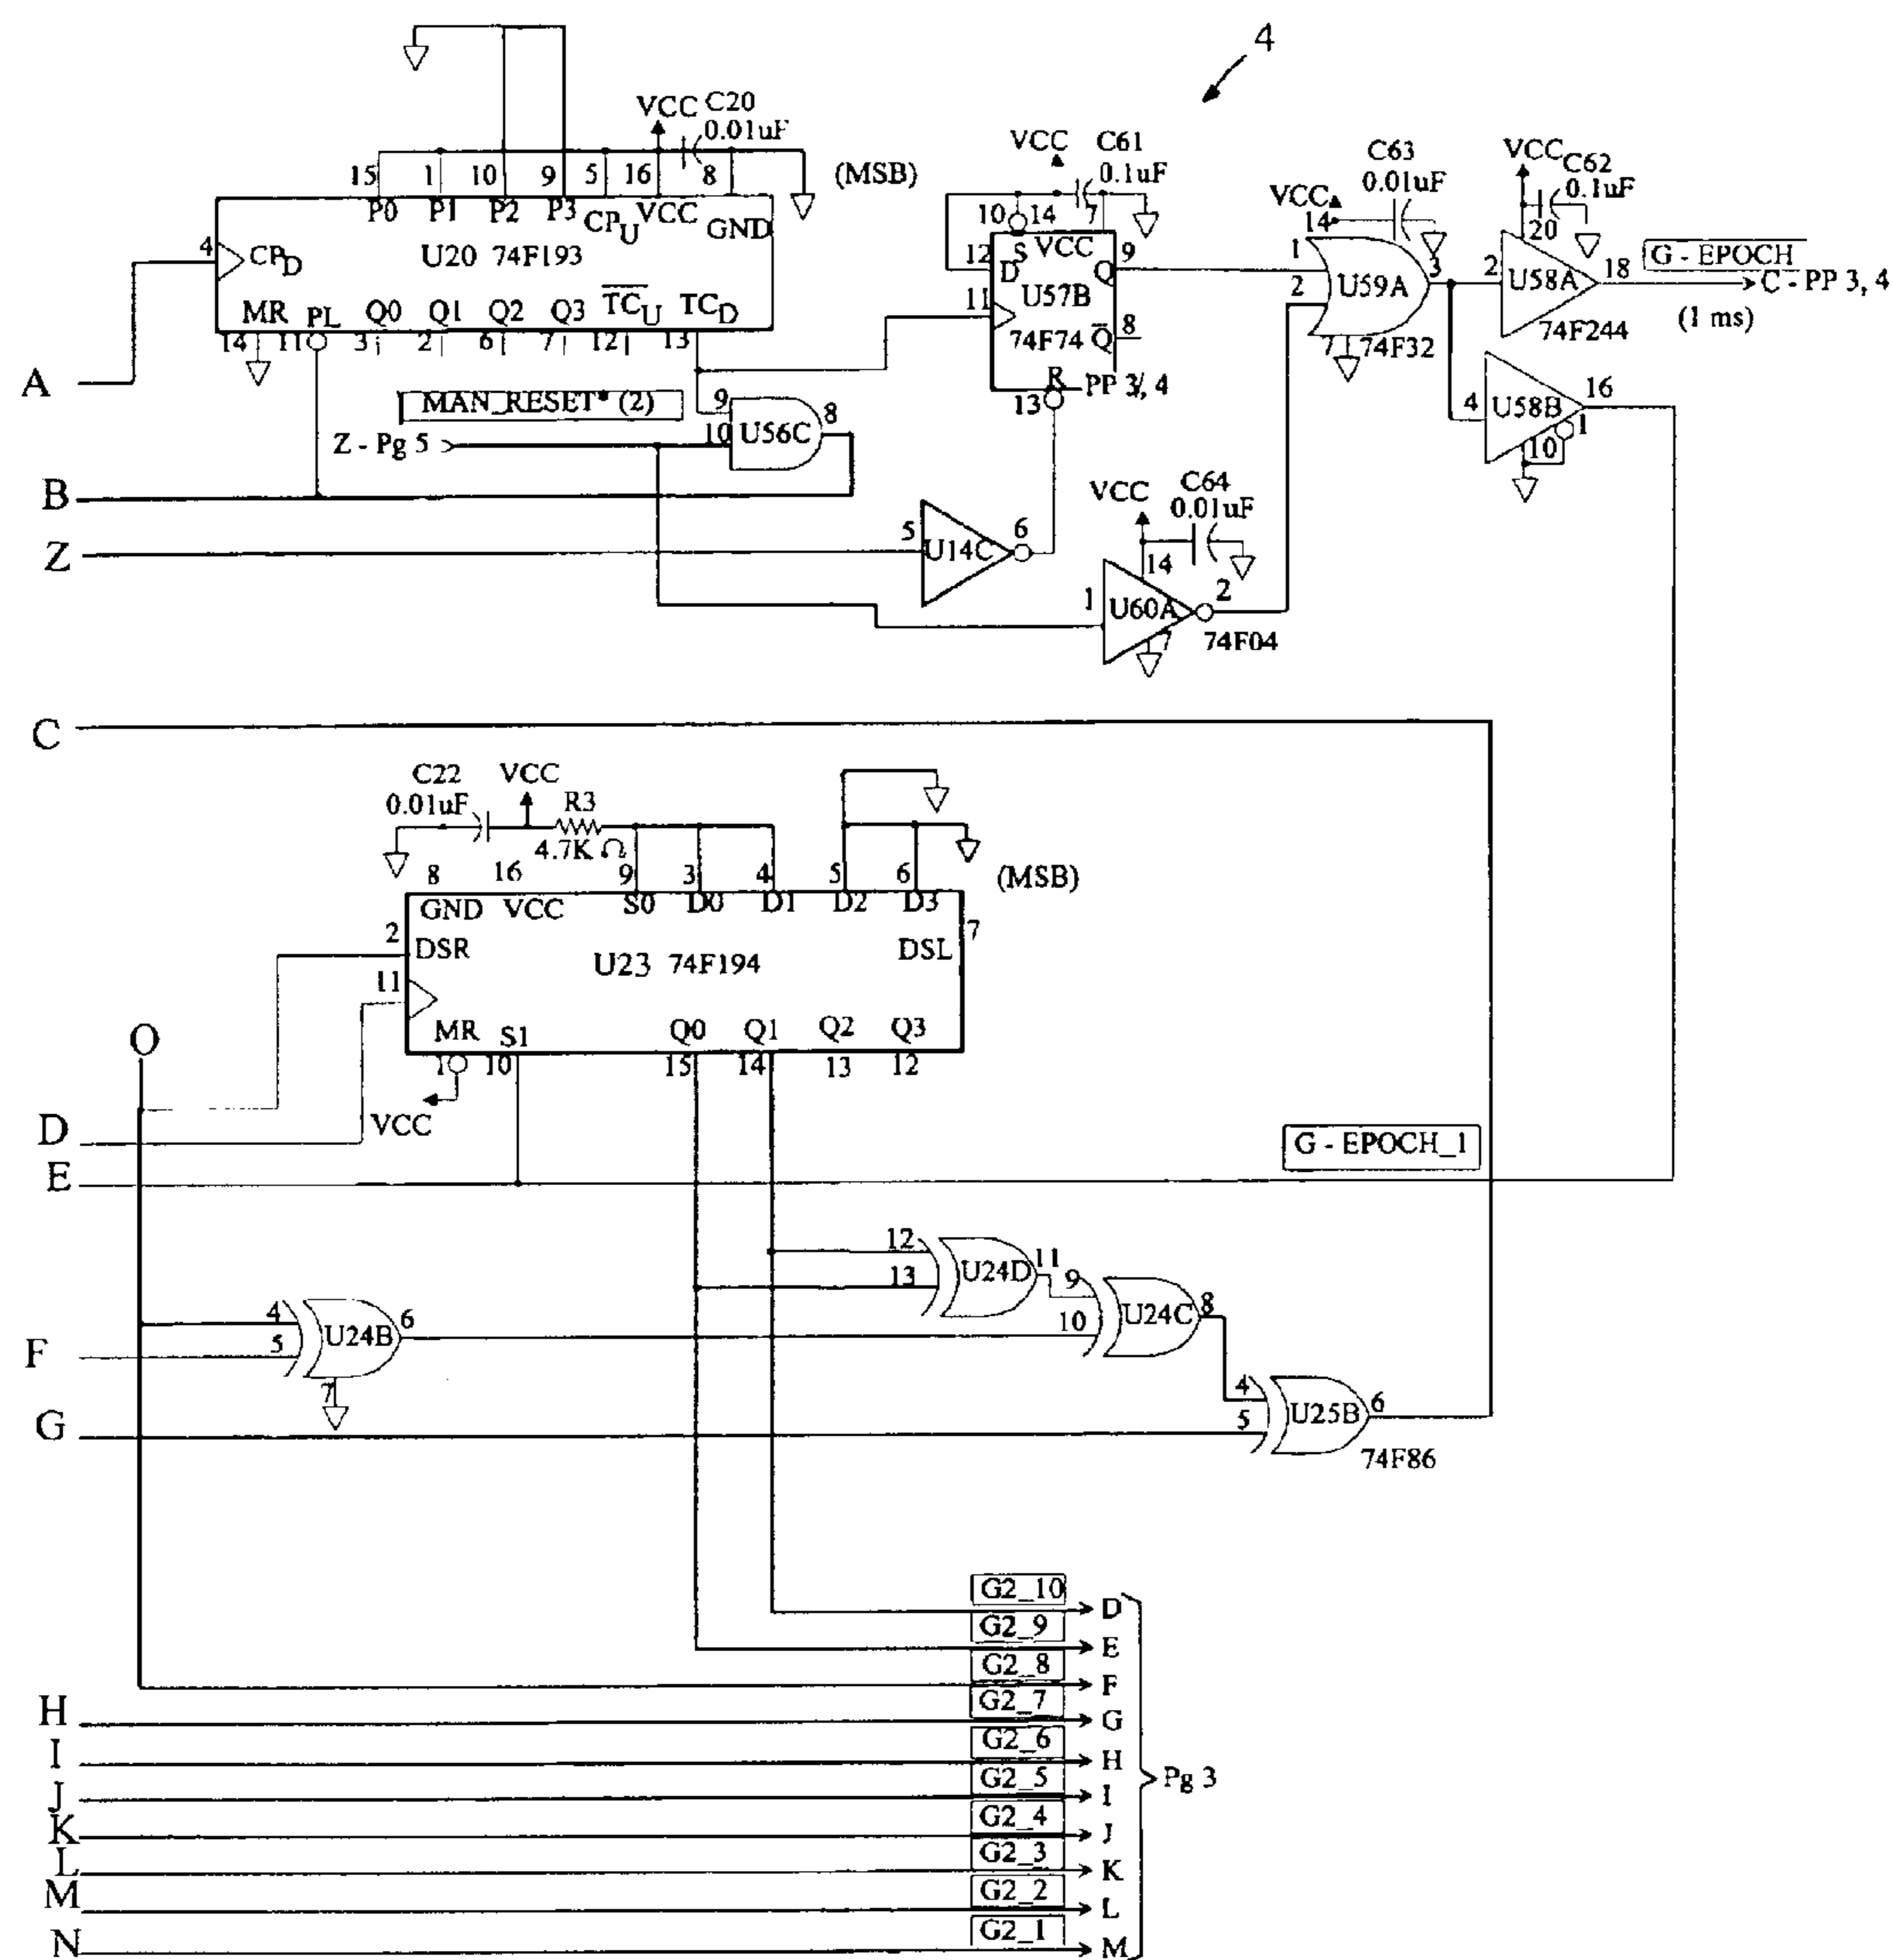 4
VCC C20
0.01uF
15 1 10 9 5 16 8 (MSB)
P0 P1 P2 P3 CPU VCC GND
4 CPD U20 74F193
MR PL Q0 Q1 Q2 Q3 TCU TCD
14 11 3 2 6 7 12 13
A
MAN_RESET* (2)
Z - Pg 5
9
10 U56C 8
B
Z
5 U14C 6
VCC C61
0.1uF
10 14 7
12 D S VCC Q 9
11 U57B
74F74 Q 8
R PP 3, 4
13
VCC C64
0.01uF
14
1 U60A 2
7 74F04
C63
VCC 0.01uF
14
1
2 U59A 3
7 74F32
VCC C62
0.1uF
20
2 U58A 18
74F244
G - EPOCH
C - PP 3, 4
(1 ms)
4 U58B 16
10 1
C
C22 VCC
0.01uF R3
4.7K Ω
8 16 9 3 4 5 6 (MSB)
GND VCC S0 D0 D1 D2 D3
2 DSR DSL 7
U23 74F194
11
MR S1 Q0 Q1 Q2 Q3
1 10 15 14 13 12
VCC
O
D
E
G - EPOCH_1
12
13 U24D 11
9
10 U24C 8
4
5 U24B 6
7
F
4
5 U25B 6
74F86
G
G2_10 D
G2_9 E
G2_8 F
H G2_7 G
I G2_6 H
J G2_5 I
K G2_4 J
L G2_3 K
M G2_2 L
N G2_1 M
Pg 3